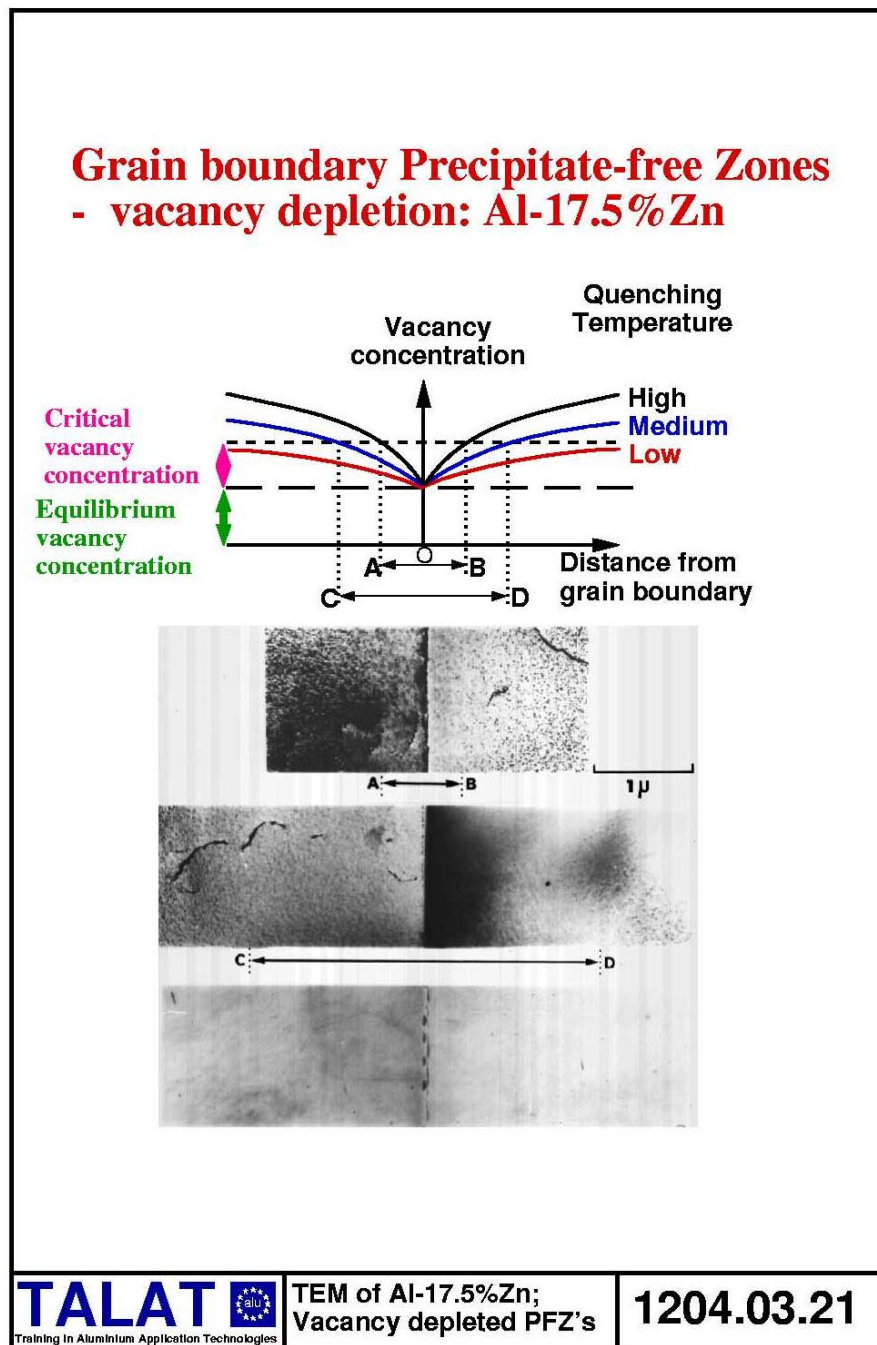 Grain boundary Precipitate-free Zones
- vacancy depletion: Al-17.5%Zn
Quenching
Temperature
Vacancy
concentration
High
Medium
Low
Critical
vacancy
concentration
Equilibrium
vacancy
concentration
O
A
B
C
D
Distance from
grain boundary
A
B
1μ
C
D
TALAT
alu
Training in Aluminium Application Technologies
TEM of Al-17.5%Zn;
Vacancy depleted PFZ's
1204.03.21